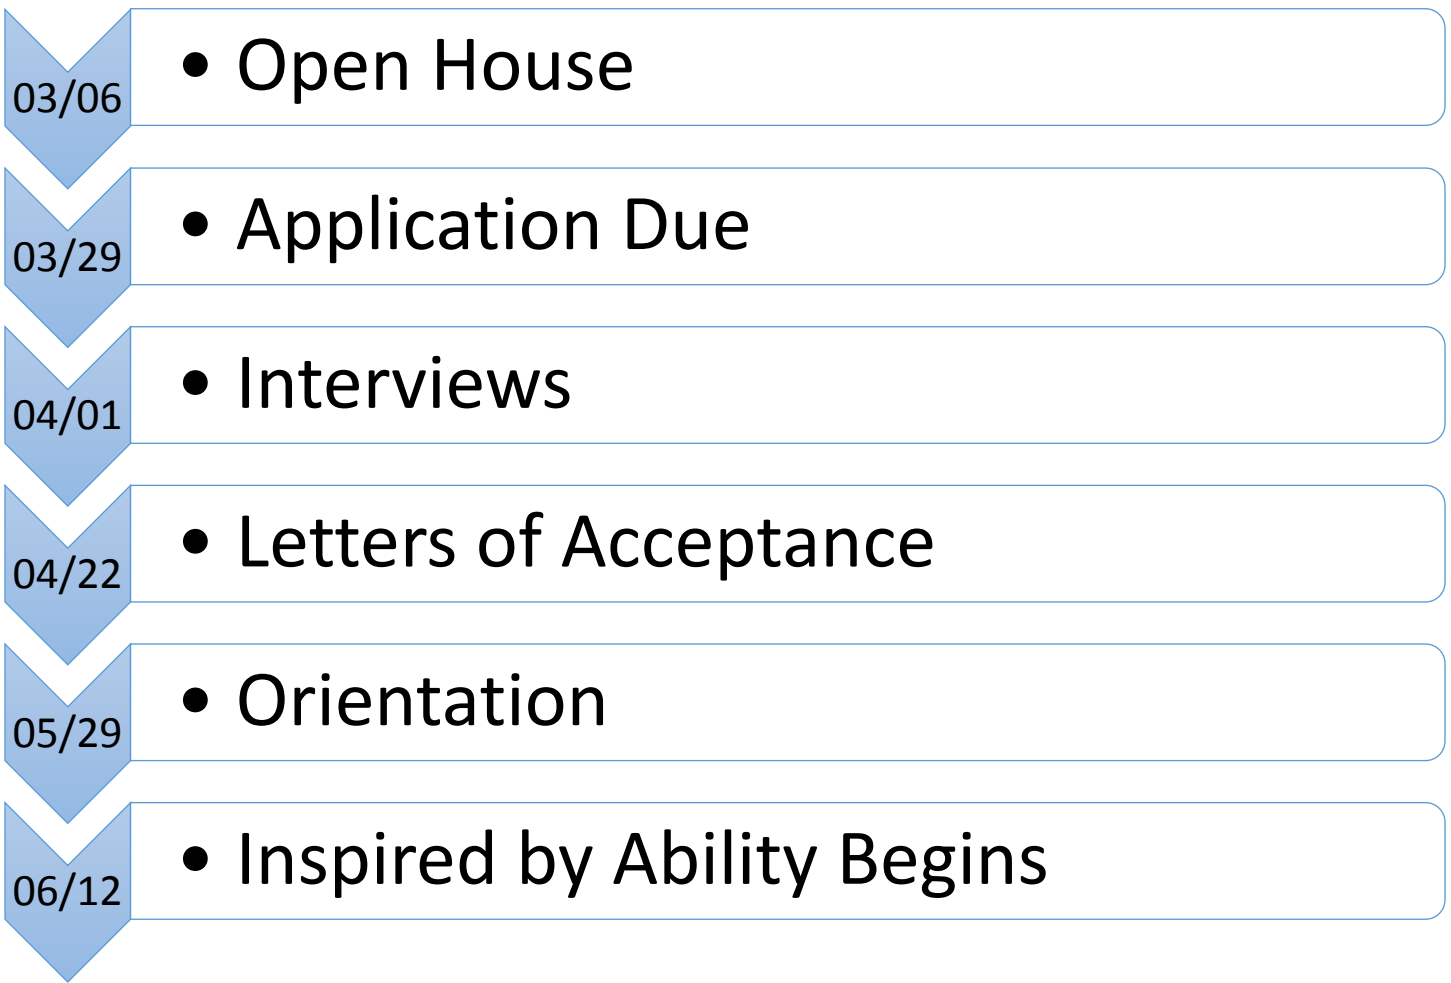 03/06
• Open House
03/29
• Application Due
04/01
• Interviews
04/22
• Letters of Acceptance
05/29
• Orientation
06/12
• Inspired by Ability Begins